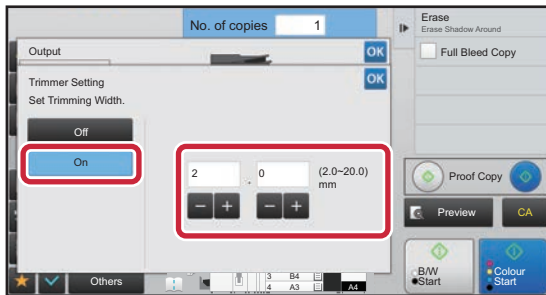 No. of copies 1
Output
OK
Trimmer Setting
OK
Set Trimming Width.
Off
On
2 . 0 (2.0~20.0)
mm
Others
3 B4
4 A3 A4
Erase
Erase Shadow Around
Full Bleed Copy
Proof Copy
Preview
CA
B/W
Start
Colour
Start